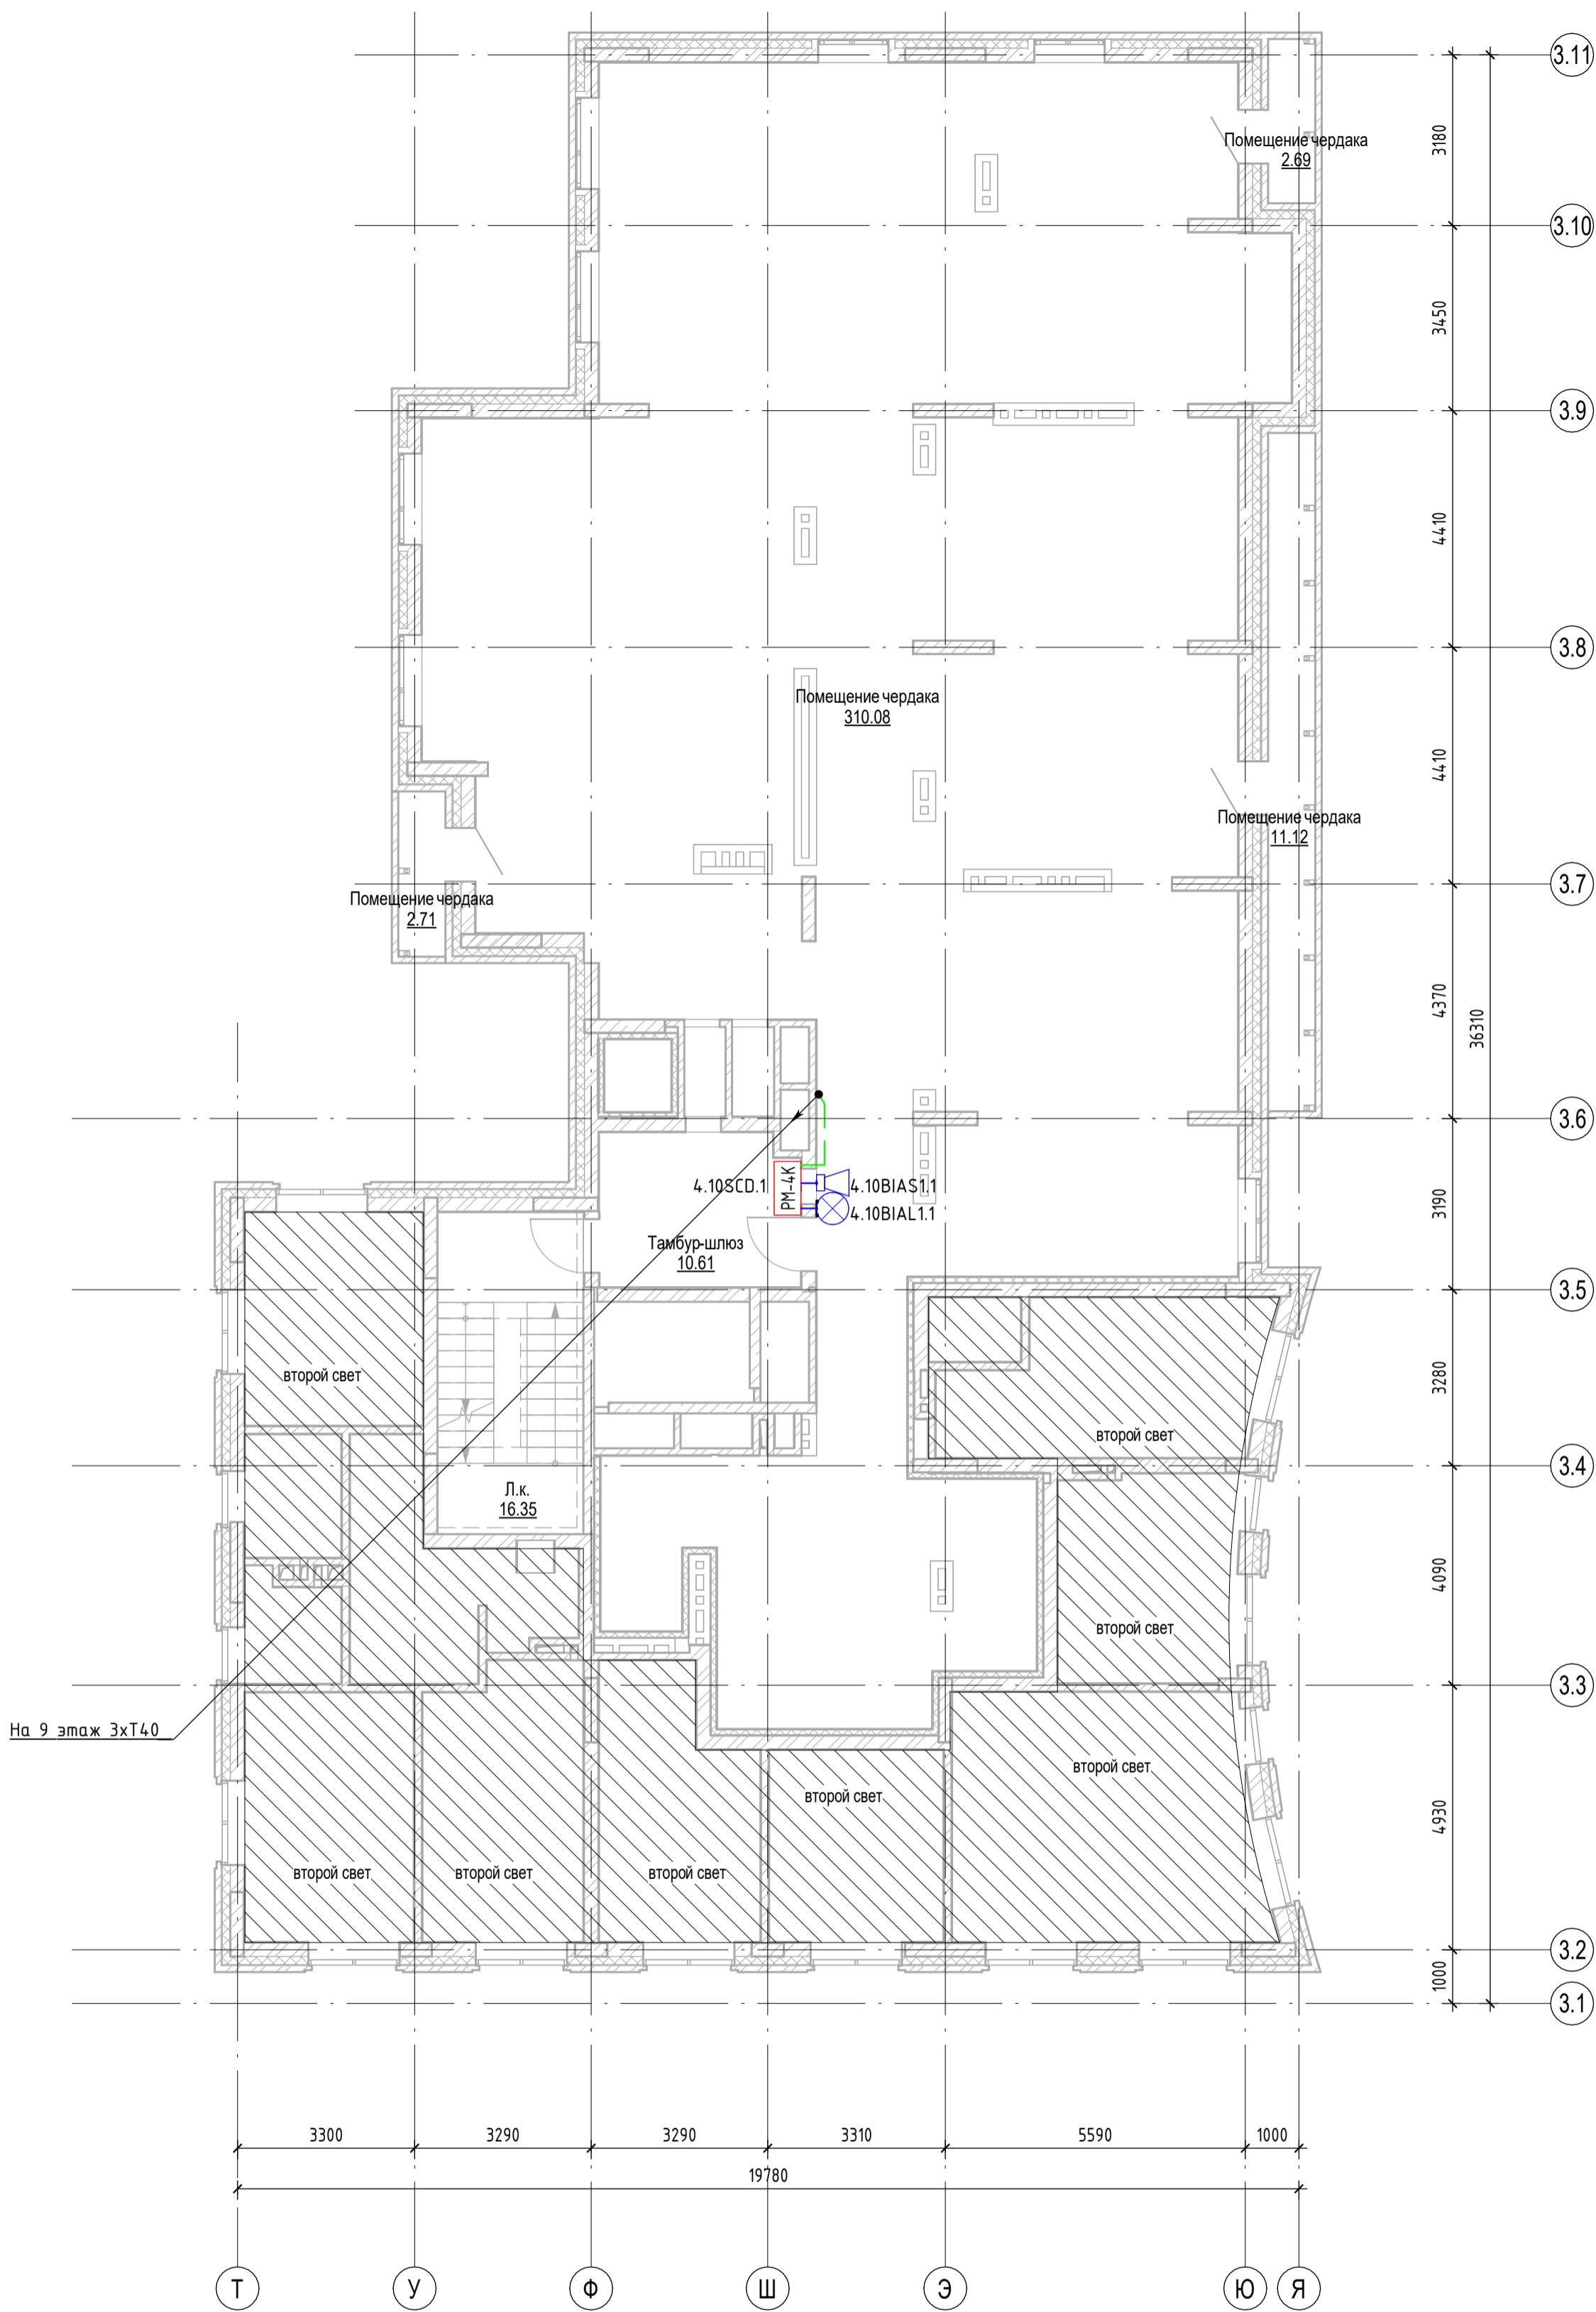 3.11
3180
Помещение чердака
2.69
3.10
3450
3.9
4410
3.8
Помещение чердака
310.08
4410
Помещение чердака
11.12
3.7
Помещение чердака
2.71
4370
36310
3.6
4.10SCD.1
РМ-4К
4.10BIAS1.1
4.10BIAL1.1
3190
Тамбур-шлюз
10.61
3.5
второй свет
3280
второй свет
3.4
Л.к.
16.35
4090
второй свет
3.3
На 9 этаж 3хТ40
второй свет
второй свет
4930
второй свет
второй свет
второй свет
3.2
1000
3.1
3300
3290
3290
3310
5590
1000
19780
Т
У
Ф
Ш
Э
Ю
Я